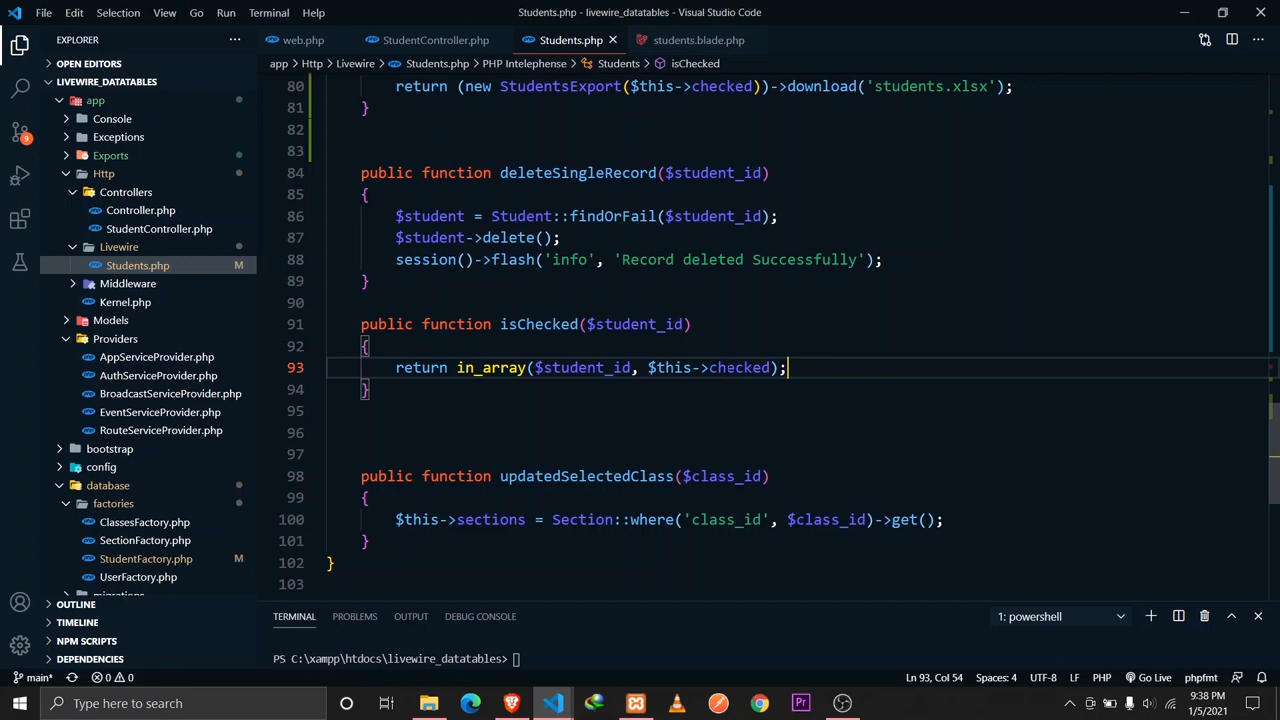 File Edit Selection View Go Run Terminal Help
Students.php - livewire_datatables - Visual Studio Code
EXPLORER
OPEN EDITORS
LIVEWIRE_DATATABLES
app
Console
Exceptions
Exports
Http
Controllers
Controller.php
StudentController.php
Livewire
Students.php M
Middleware
Kernel.php
Models
Providers
AppServiceProvider.php
AuthServiceProvider.php
BroadcastServiceProvider.php
EventServiceProvider.php
RouteServiceProvider.php
bootstrap
config
database
factories
ClassesFactory.php
SectionFactory.php
StudentFactory.php M
UserFactory.php
migrations
OUTLINE
TIMELINE
NPM SCRIPTS
DEPENDENCIES
9
web.php StudentController.php Students.php students.blade.php
app > Http > Livewire > Students.php > PHP Intelephense > Students > isChecked
80 return (new StudentsExport($this->checked))->download('students.xlsx');
81 }
82
83
84 public function deleteSingleRecord($student_id)
85 {
86 $student = Student::findOrFail($student_id);
87 $student->delete();
88 session()->flash('info', 'Record deleted Successfully');
89 }
90
91 public function isChecked($student_id)
92 {
93 return in_array($student_id, $this->checked);
94 }
95
96
97
98 public function updatedSelectedClass($class_id)
99 {
100 $this->sections = Section::where('class_id', $class_id)->get();
101 }
102 }
103
TERMINAL PROBLEMS OUTPUT DEBUG CONSOLE
1: powershell
PS C:\xampp\htdocs\livewire_datatables>
main* 0 0
Ln 93, Col 54 Spaces: 4 UTF-8 LF PHP Go Live phpfmt
Type here to search
Pr
9:38 PM
1/5/2021